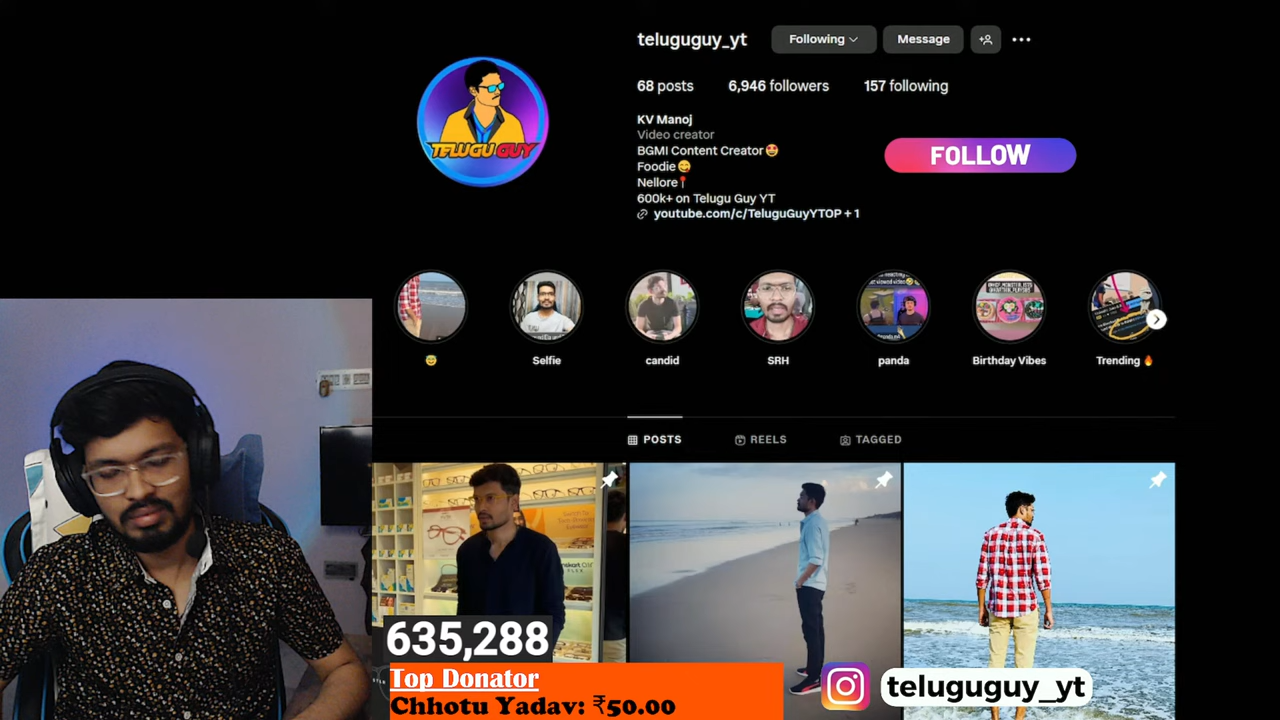 teluguguy_yt
Following
Message
68 posts
6,946 followers
157 following
KV Manoj
Video creator
BGMI Content Creator🤩
Foodie😋
Nellore📍
600k+ on Telugu Guy YT
youtube.com/c/TeluguGuyYTOP + 1
FOLLOW
TELUGU GUY
😇
Selfie
candid
SRH
panda
Birthday Vibes
Trending 🔥
POSTS
REELS
TAGGED
635,288
Top Donator
Chhotu Yadav: ₹50.00
teluguguy_yt